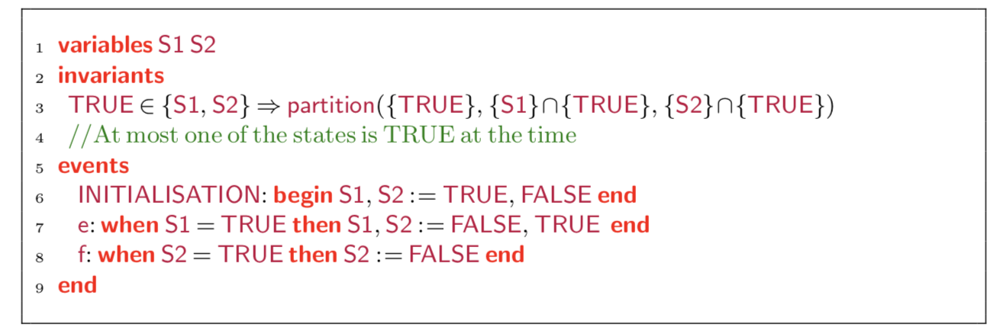 1 variables S1 S2
2 invariants
3 TRUE ∈ {S1, S2} ⇒ partition({TRUE}, {S1}∩{TRUE}, {S2}∩{TRUE})
4 //At most one of the states is TRUE at the time
5 events
6 INITIALISATION: begin S1, S2 := TRUE, FALSE end
7 e: when S1 = TRUE then S1, S2 := FALSE, TRUE end
8 f: when S2 = TRUE then S2 := FALSE end
9 end